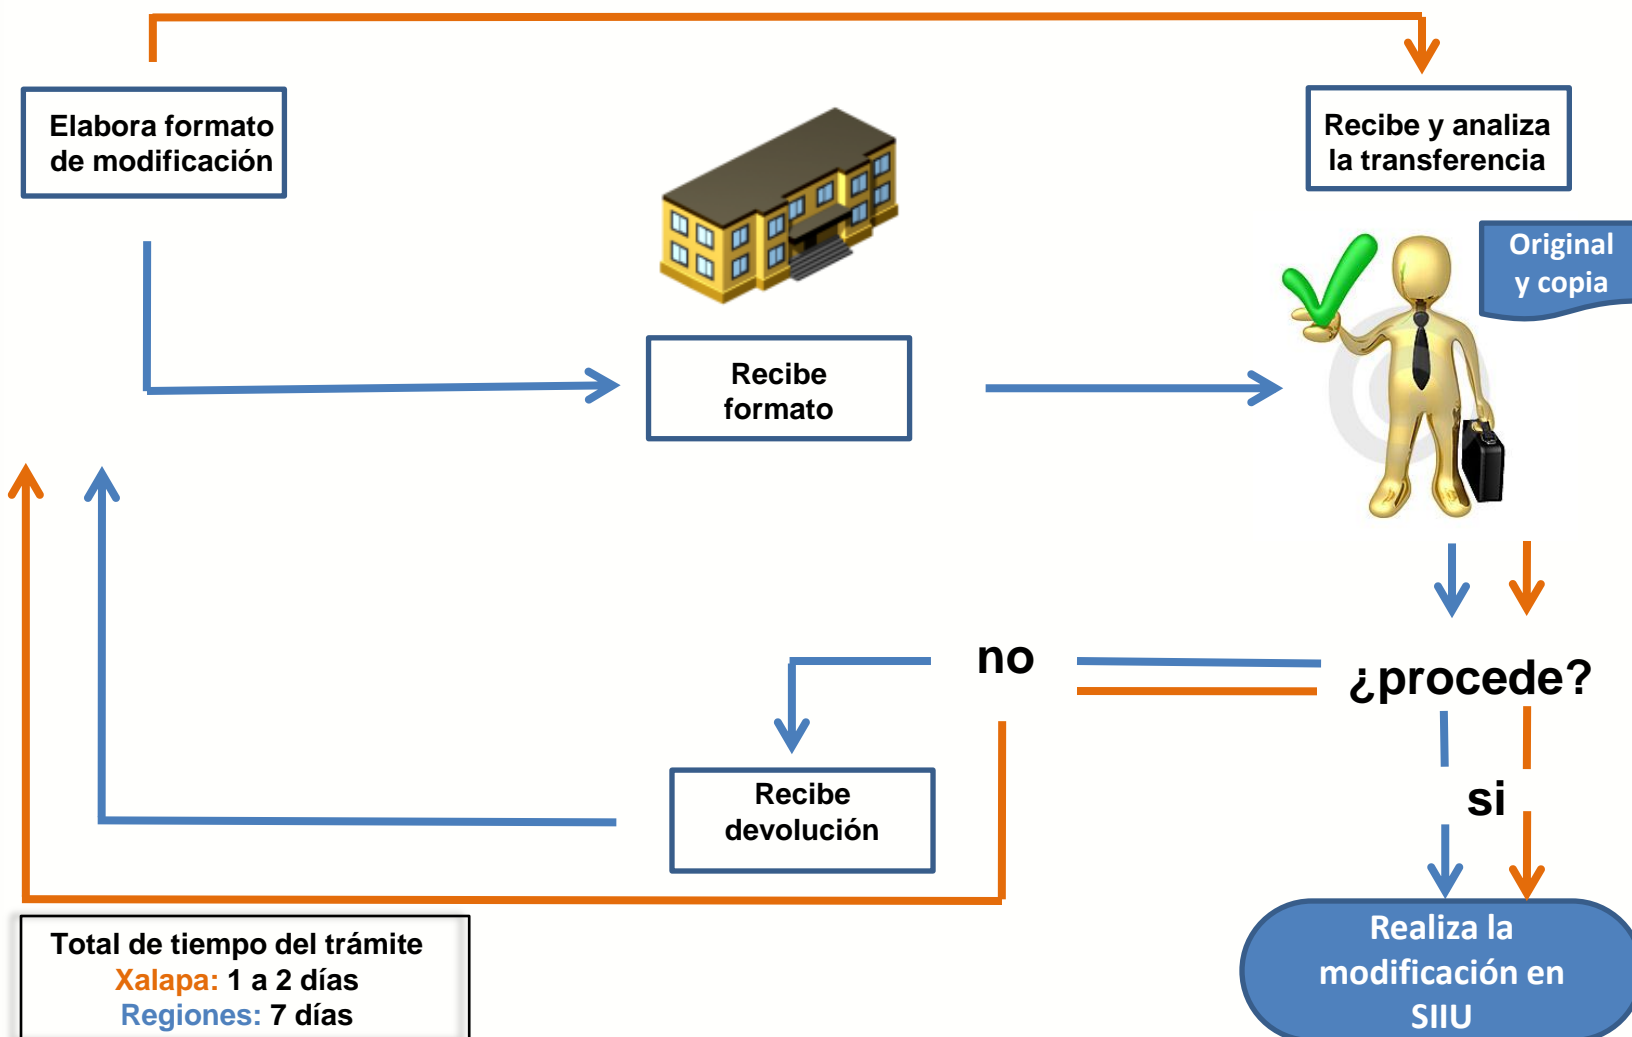 Elabora formato
de modificación
Recibe y analiza
la transferencia
Original
y copia
Recibe
formato
no
¿procede?
si
Recibe
devolución
Realiza la
modificación en
SIIU
Total de tiempo del trámite
Xalapa: 1 a 2 días
Regiones: 7 días